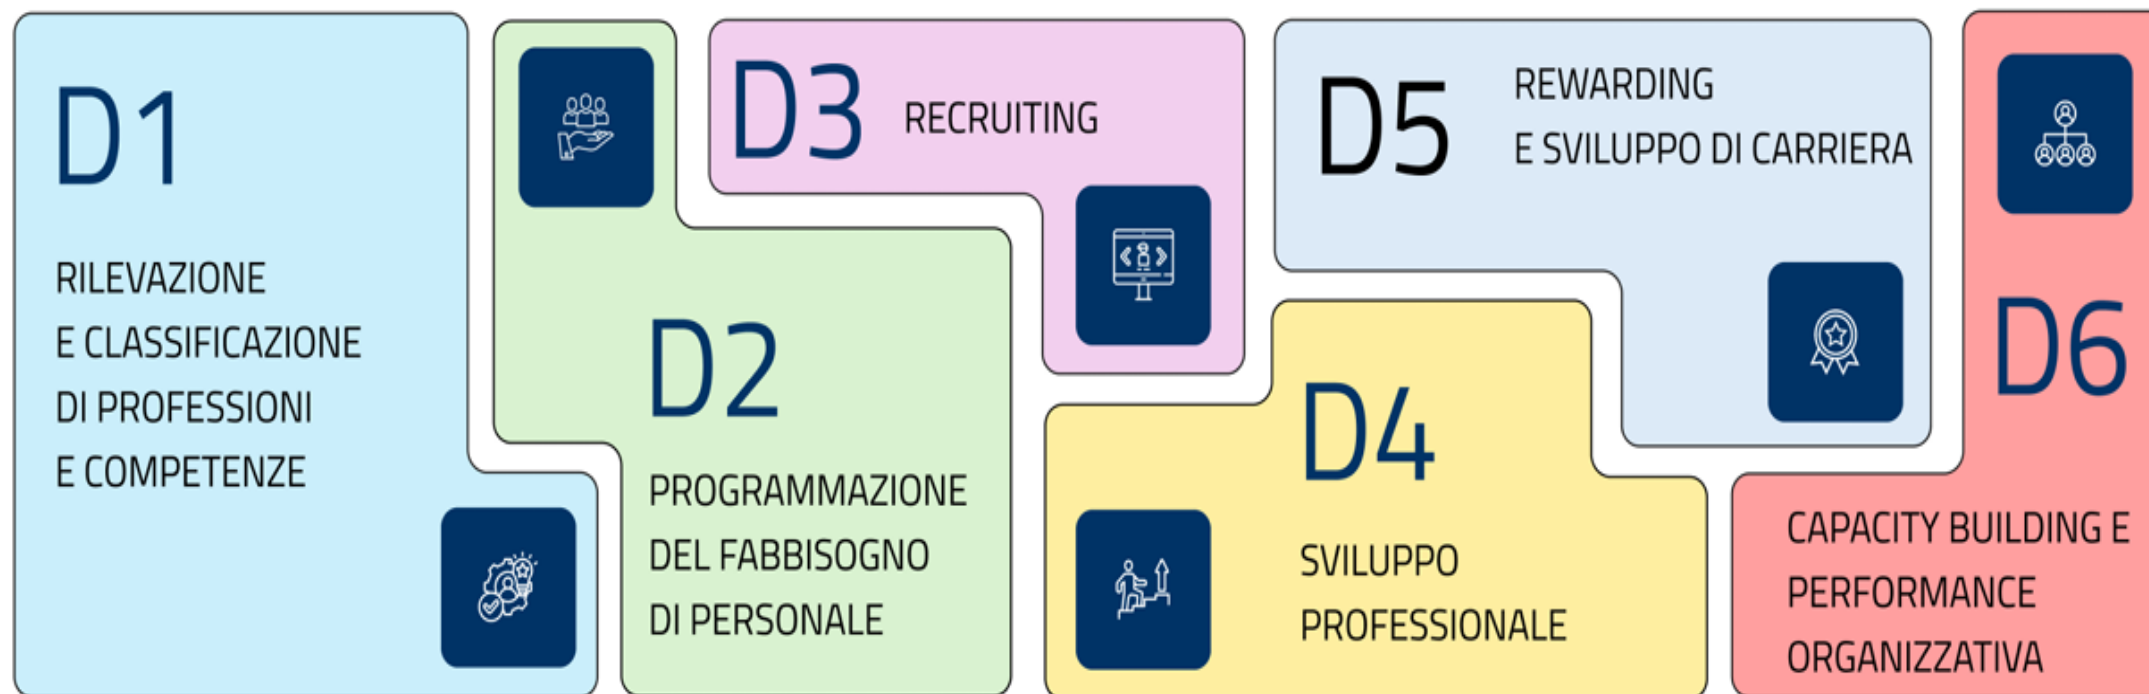 D1
RILEVAZIONE
E CLASSIFICAZIONE
DI PROFESSIONI
E COMPETENZE
D2
PROGRAMMAZIONE
DEL FABBISOGNO
DI PERSONALE
D3
RECRUITING
D4
SVILUPPO
PROFESSIONALE
D5
REWARDING
E SVILUPPO DI CARRIERA
D6
CAPACITY BUILDING E
PERFORMANCE
ORGANIZZATIVA